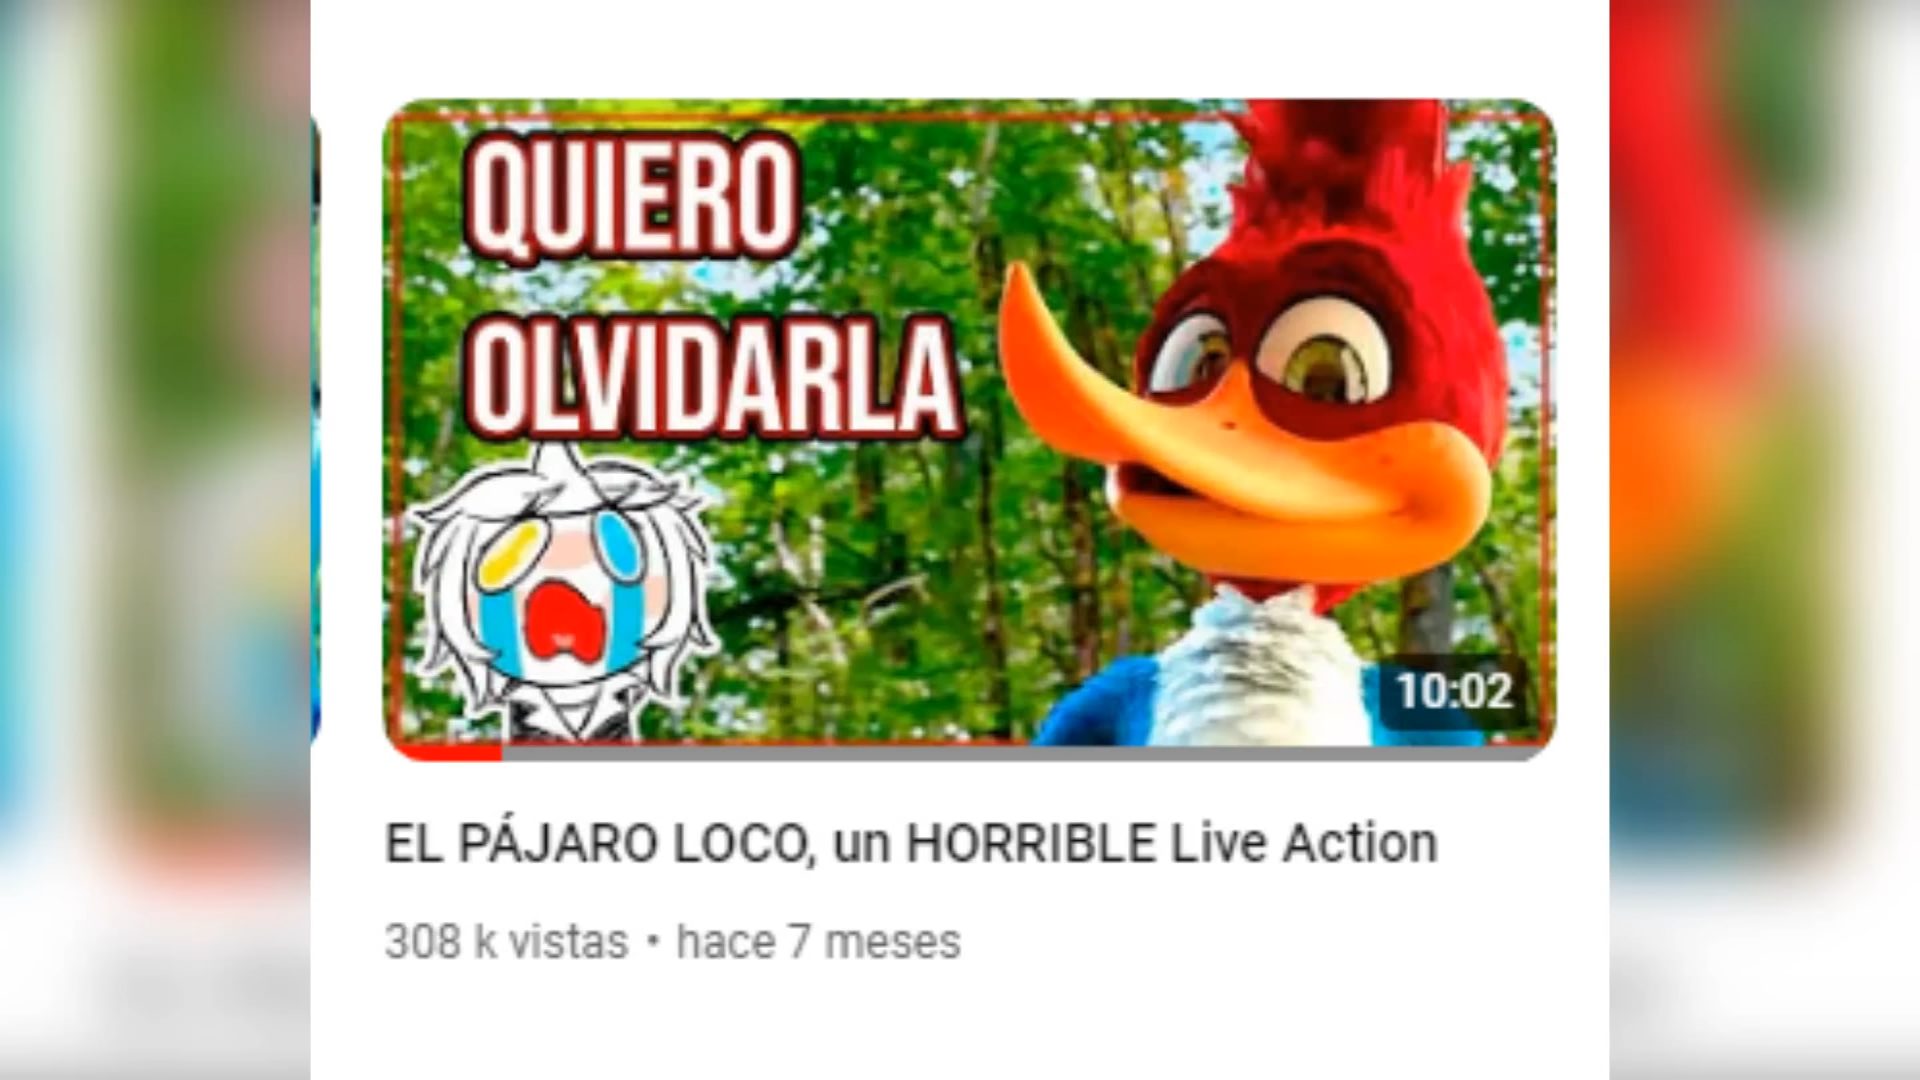 QUIERO
OLVIDARLA
10:02
EL PÁJARO LOCO, un HORRIBLE Live Action
308 k vistas • hace 7 meses